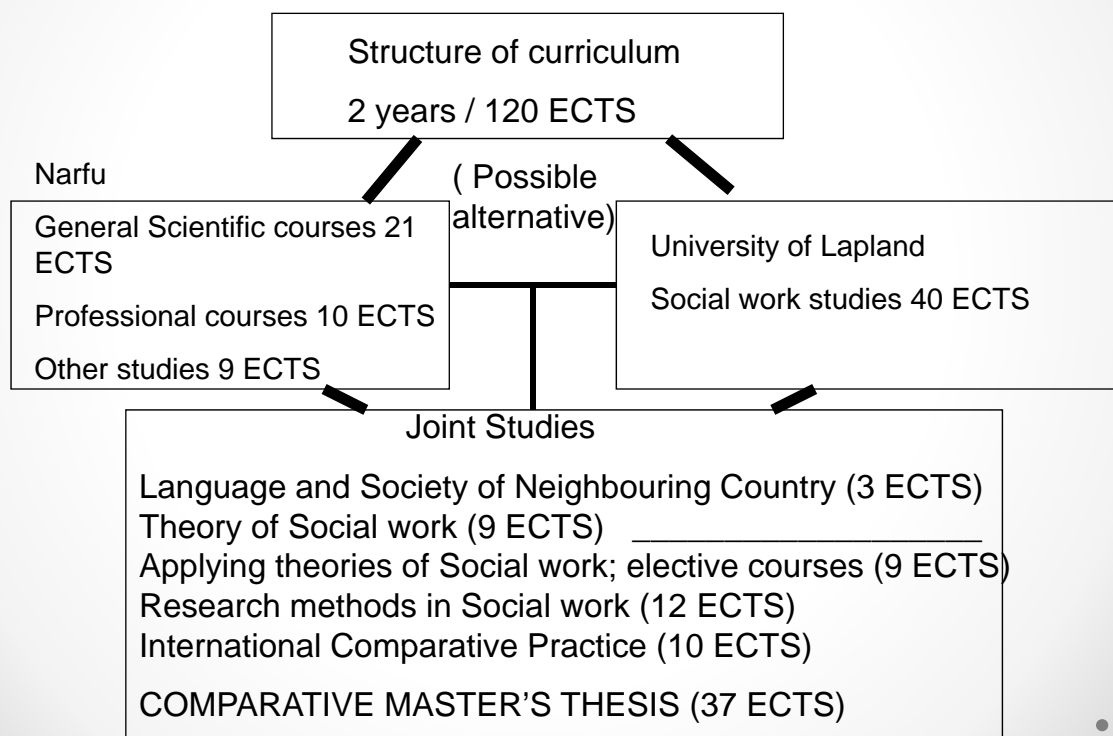 Structure of curriculum
2 years / 120 ECTS
Narfu
( Possible
alternative)
General Scientific courses 21
ECTS
Professional courses 10 ECTS
Other studies 9 ECTS
University of Lapland
Social work studies 40 ECTS
Joint Studies
Language and Society of Neighbouring Country (3 ECTS)
Theory of Social work (9 ECTS) ___________________
Applying theories of Social work; elective courses (9 ECTS)
Research methods in Social work (12 ECTS)
International Comparative Practice (10 ECTS)
COMPARATIVE MASTER’S THESIS (37 ECTS)